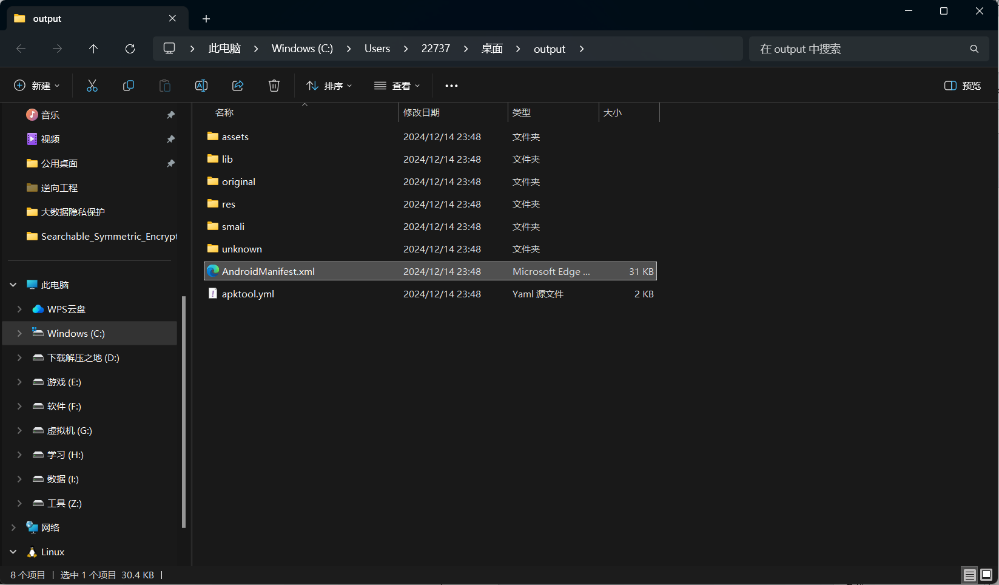 output
此电脑 Windows (C:) Users 22737 桌面 output
在 output 中搜索
新建 排序 查看 预览
音乐
视频
公用桌面
逆向工程
大数据隐私保护
Searchable_Symmetric_Encrypt
此电脑
WPS云盘
Windows (C:)
下载解压之地 (D:)
游戏 (E:)
软件 (F:)
虚拟机 (G:)
学习 (H:)
数据 (I:)
工具 (Z:)
网络
Linux
名称 修改日期 类型 大小
assets 2024/12/14 23:48 文件夹
lib 2024/12/14 23:48 文件夹
original 2024/12/14 23:48 文件夹
res 2024/12/14 23:48 文件夹
smali 2024/12/14 23:48 文件夹
unknown 2024/12/14 23:48 文件夹
AndroidManifest.xml 2024/12/14 23:48 Microsoft Edge ... 31 KB
apktool.yml 2024/12/14 23:48 Yaml 源文件 2 KB
8 个项目 选中 1 个项目 30.4 KB